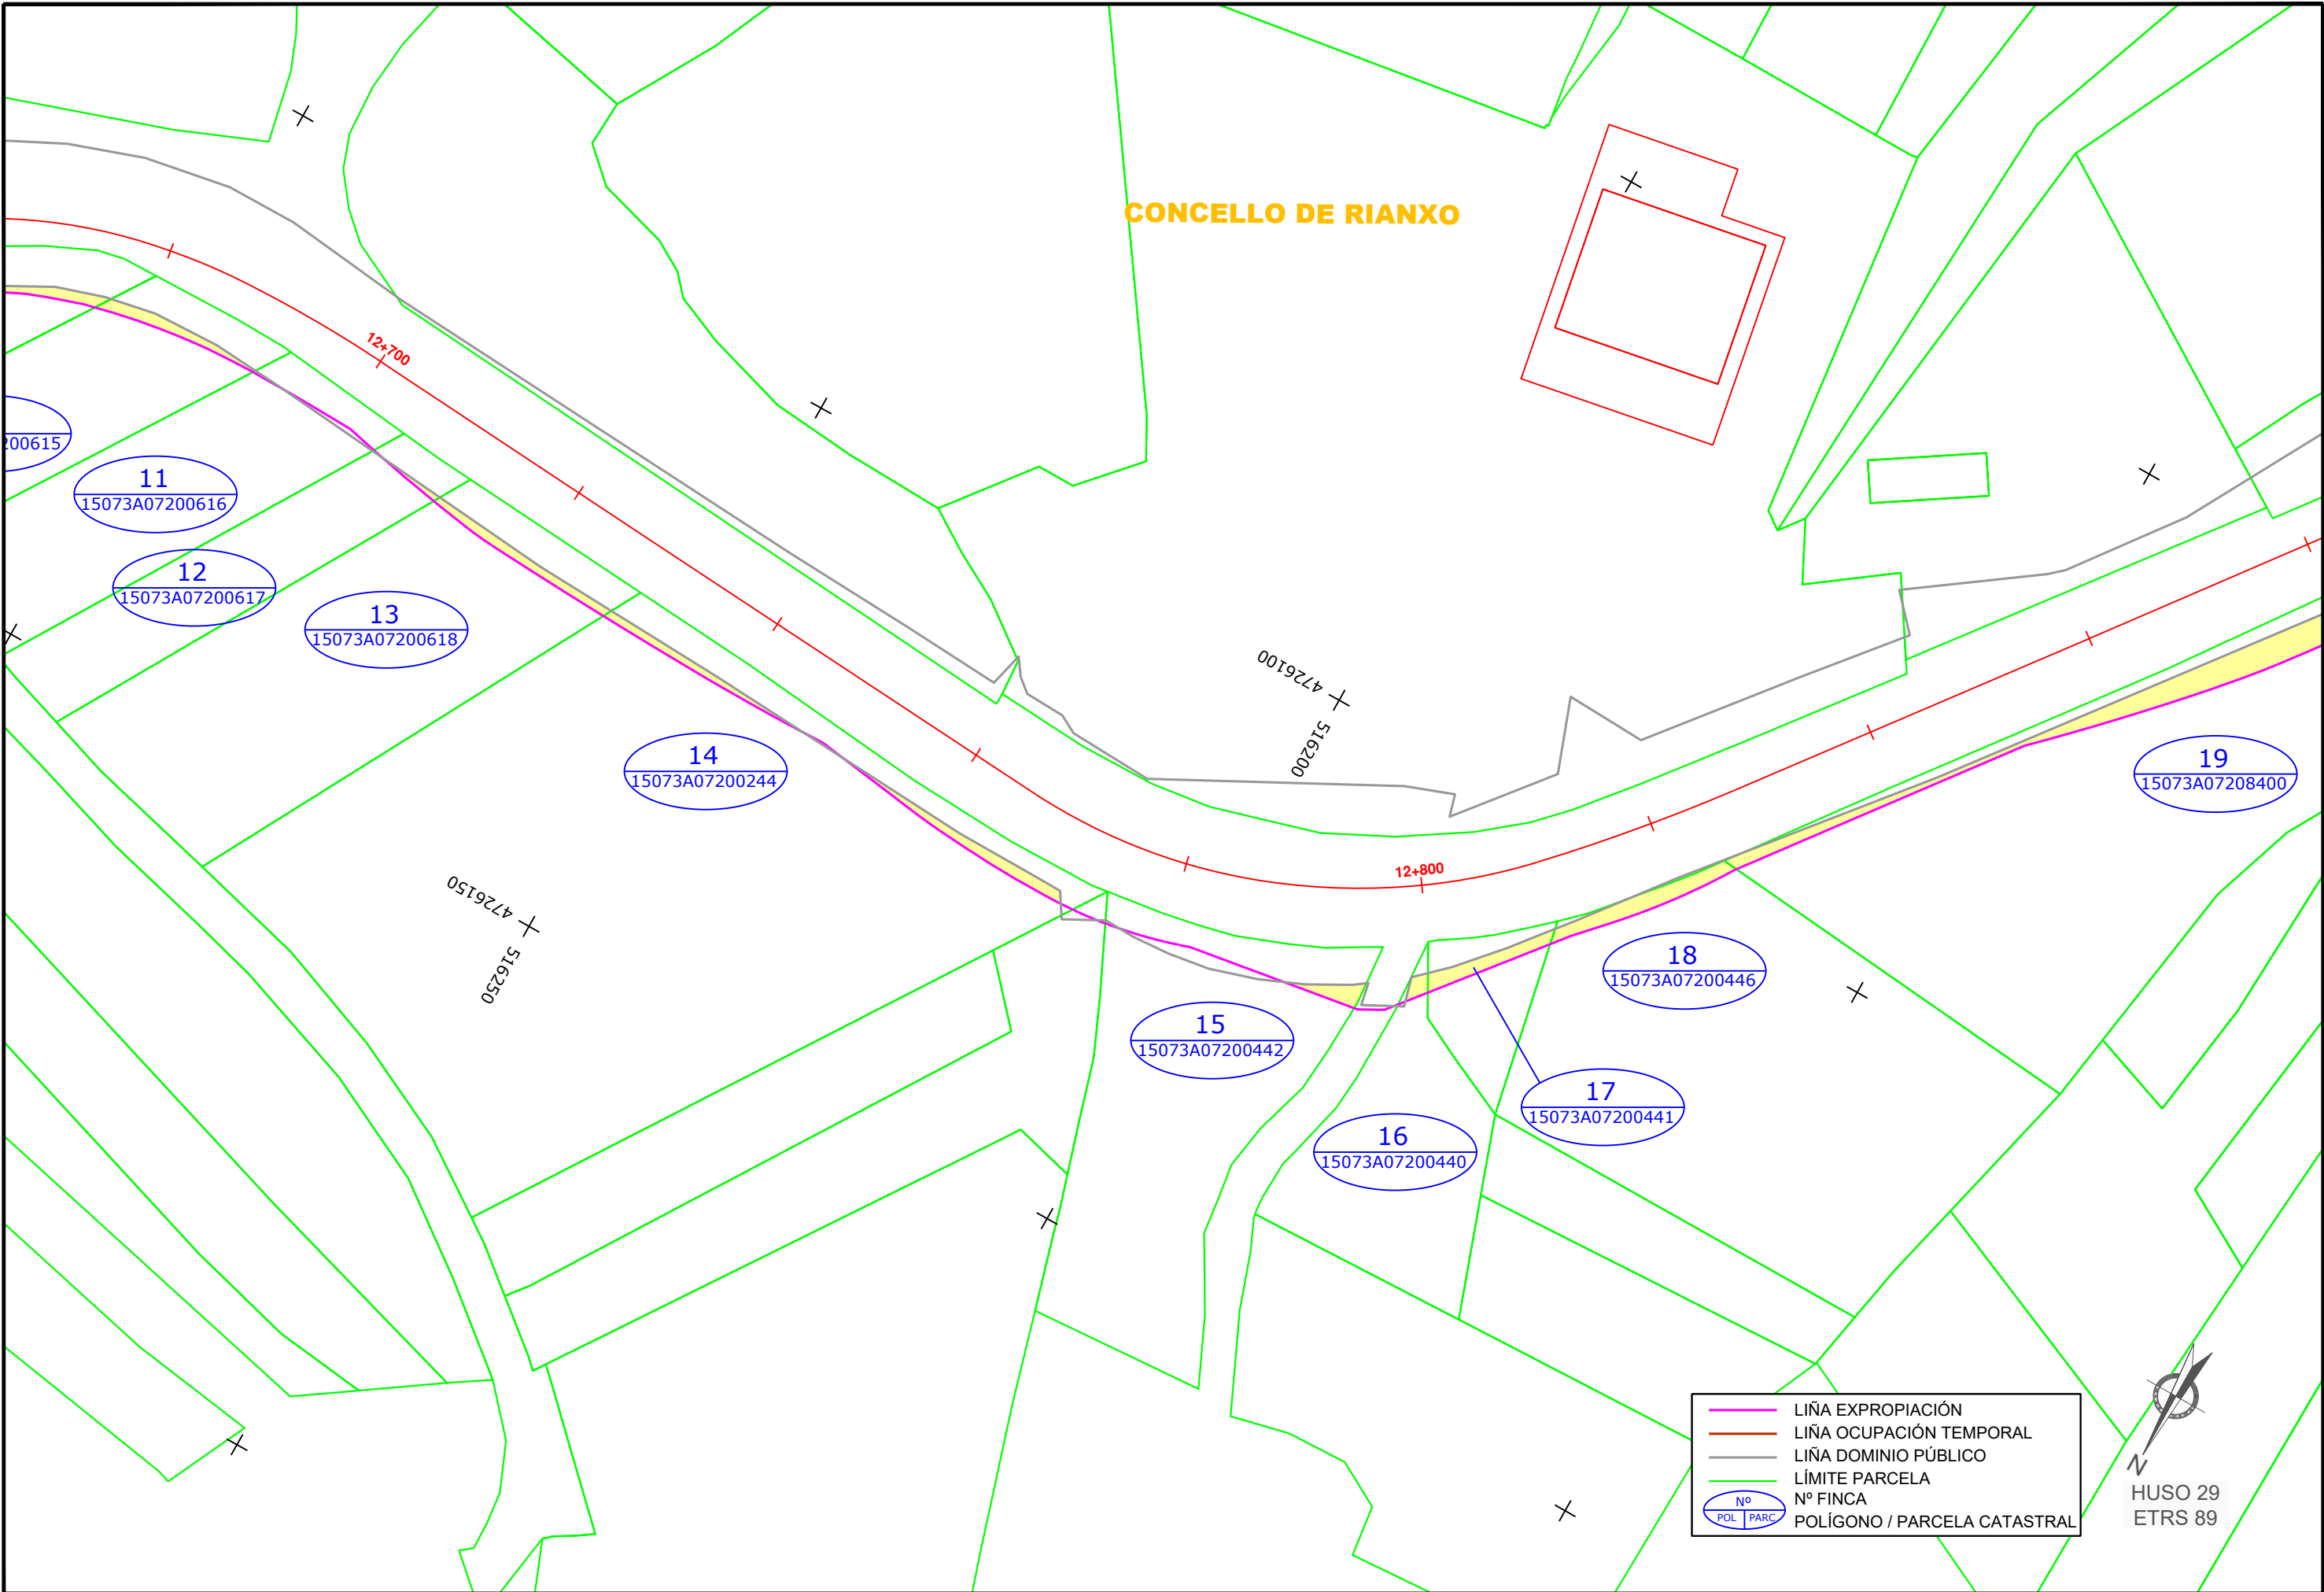 CONCELLO DE RIANXO
12+700
200615
11
15073A07200616
12
15073A07200617
13
15073A07200618
4726100
516200
14
15073A07200244
19
15073A07208400
12+800
4726150
516250
18
15073A07200446
15
15073A07200442
17
15073A07200441
16
15073A07200440
LIÑA EXPROPIACIÓN
LIÑA OCUPACIÓN TEMPORAL
LIÑA DOMINIO PÚBLICO
LÍMITE PARCELA
Nº
POL PARC
Nº FINCA
POLÍGONO / PARCELA CATASTRAL
N
HUSO 29
ETRS 89